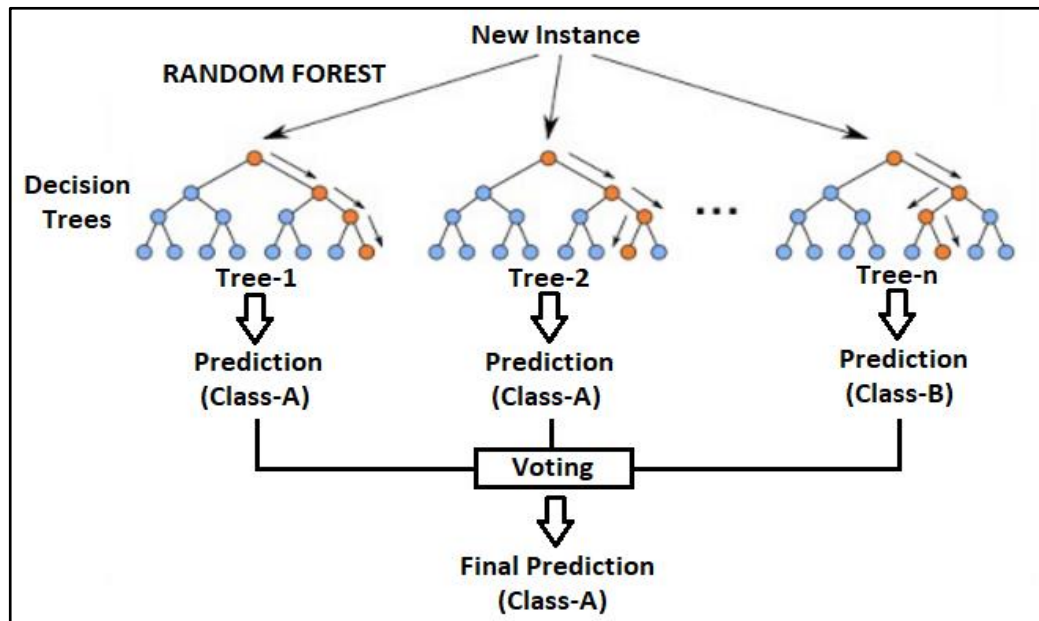 New Instance
RANDOM FOREST
Decision
Trees
...
Tree-1
Tree-2
Tree-n
Prediction
(Class-A)
Prediction
(Class-A)
Prediction
(Class-B)
Voting
Final Prediction
(Class-A)